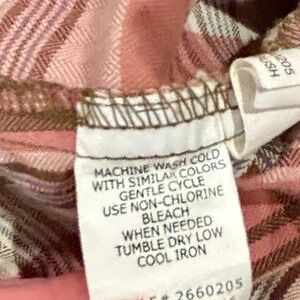 MACHINE WASH COLD
WITH SIMILAR COLORS
GENTLE CYCLE
USE NON-CHLORINE
BLEACH
WHEN NEEDED
TUMBLE DRY LOW
COOL IRON
# 2660205